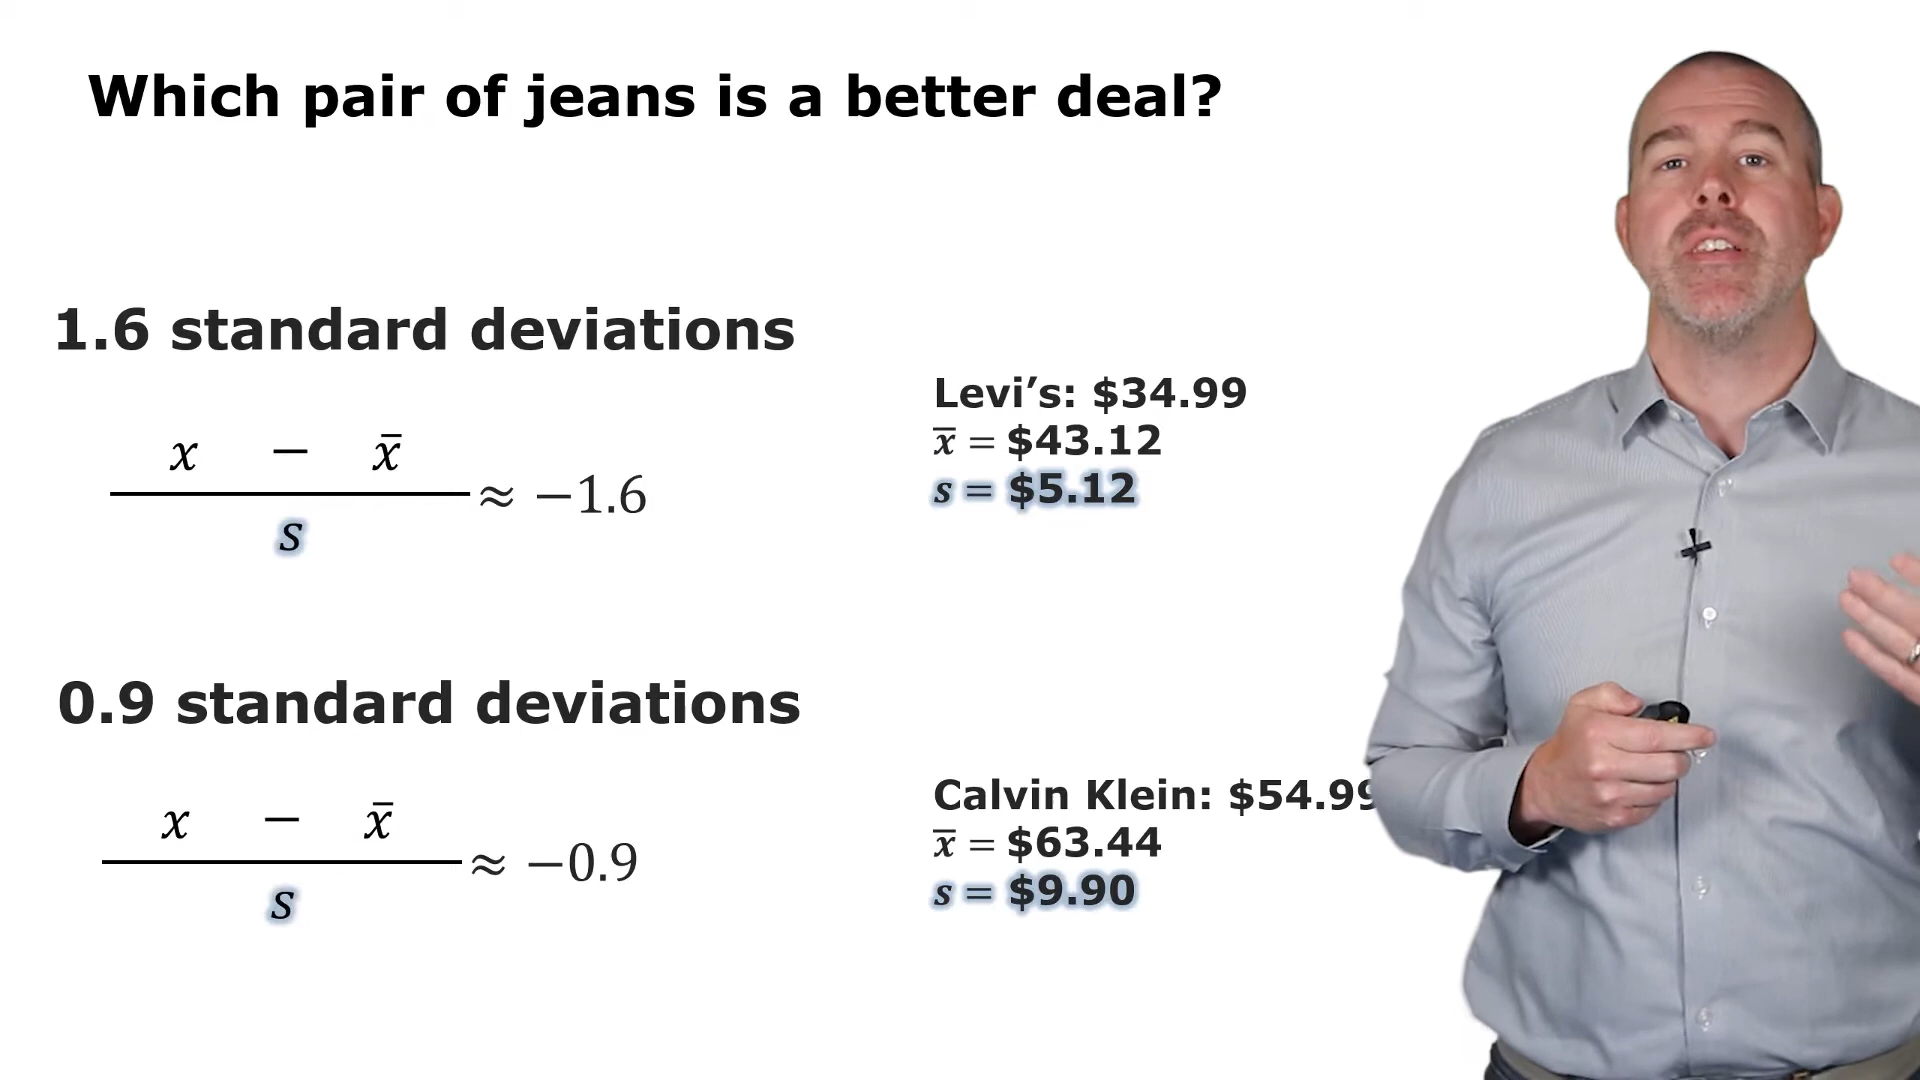 Which pair of jeans is a better deal?
1.6 standard deviations
x − x̄
s
≈ −1.6
Levi’s: $34.99
x̄ = $43.12
s = $5.12
0.9 standard deviations
x − x̄
s
≈ −0.9
Calvin Klein: $54.99
x̄ = $63.44
s = $9.90